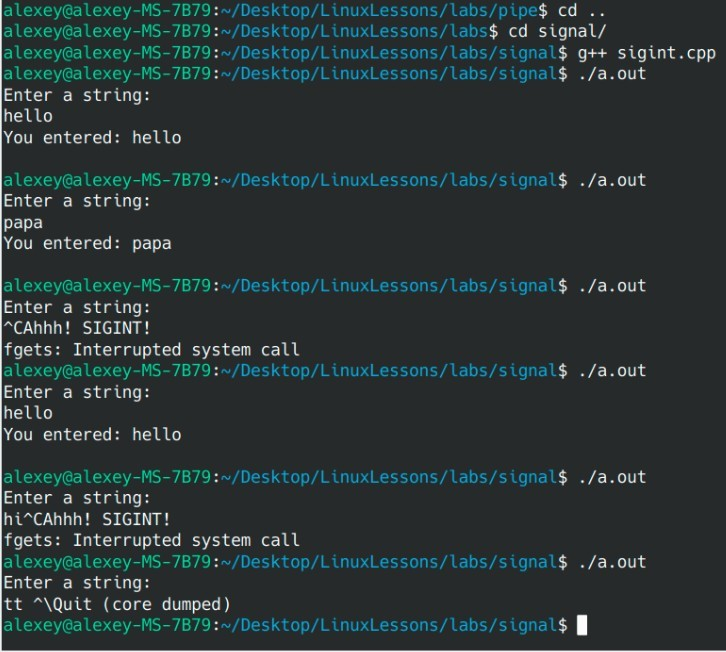 alexey@alexey-MS-7B79:~/Desktop/LinuxLessons/labs/pipe$ cd ..
alexey@alexey-MS-7B79:~/Desktop/LinuxLessons/labs$ cd signal/
alexey@alexey-MS-7B79:~/Desktop/LinuxLessons/labs/signal$ g++ sigint.cpp
alexey@alexey-MS-7B79:~/Desktop/LinuxLessons/labs/signal$ ./a.out
Enter a string:
hello
You entered: hello

alexey@alexey-MS-7B79:~/Desktop/LinuxLessons/labs/signal$ ./a.out
Enter a string:
papa
You entered: papa

alexey@alexey-MS-7B79:~/Desktop/LinuxLessons/labs/signal$ ./a.out
Enter a string:
^CAhhh! SIGINT!
fgets: Interrupted system call
alexey@alexey-MS-7B79:~/Desktop/LinuxLessons/labs/signal$ ./a.out
Enter a string:
hello
You entered: hello

alexey@alexey-MS-7B79:~/Desktop/LinuxLessons/labs/signal$ ./a.out
Enter a string:
hi^CAhhh! SIGINT!
fgets: Interrupted system call
alexey@alexey-MS-7B79:~/Desktop/LinuxLessons/labs/signal$ ./a.out
Enter a string:
tt ^\Quit (core dumped)
alexey@alexey-MS-7B79:~/Desktop/LinuxLessons/labs/signal$